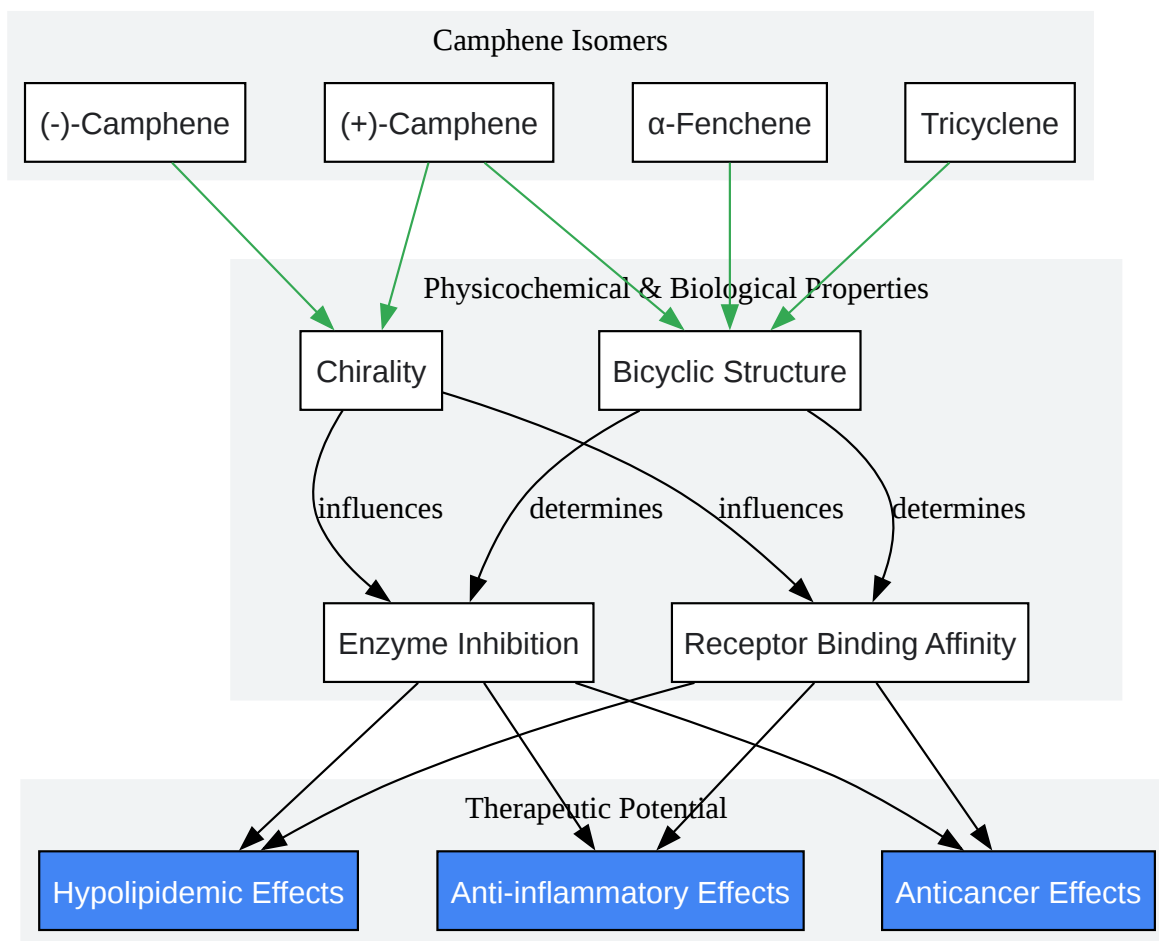 Camphene Isomers
(-)-Camphene
(+)-Camphene
α-Fenchene
Tricyclene
Physicochemical & Biological Properties
Chirality
Bicyclic Structure
influences
determines
influences
determines
Enzyme Inhibition
Receptor Binding Affinity
Therapeutic Potential
Hypolipidemic Effects
Anti-inflammatory Effects
Anticancer Effects